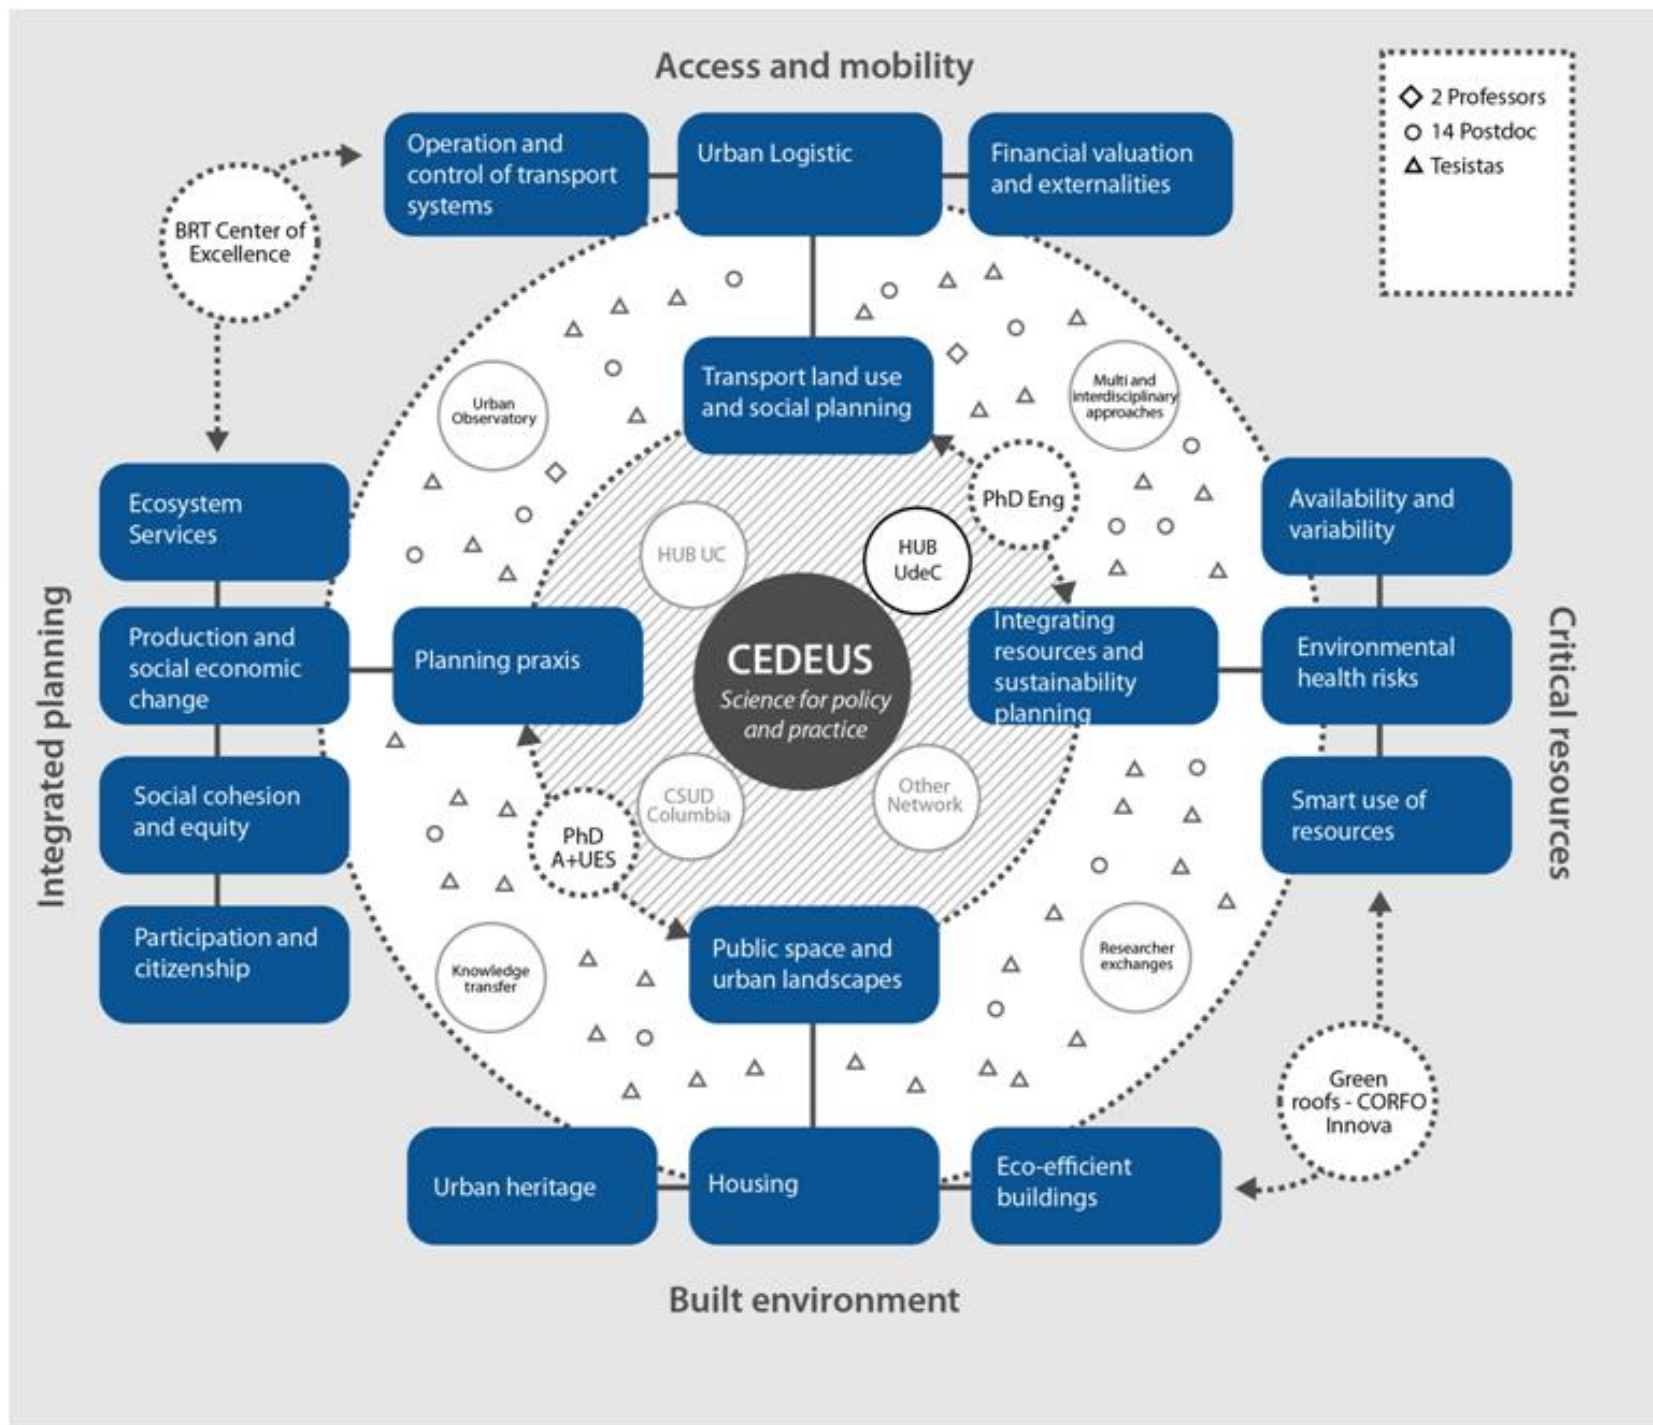 Access and mobility
2 Professors
14 Postdoc
Tesistas
Operation and
control of transport
systems
Urban Logistic
Financial valuation
and externalities
BRT Center of
Excellence
Transport land use
and social planning
Urban
Observatory
Multi and
interdisciplinary
approaches
PhD Eng
Ecosystem
Services
Availability and
variability
HUB UC
HUB
UdeC
Integrated planning
Production and
social economic
change
Planning praxis
CEDEUS
Science for policy
and practice
Integrating
resources and
sustainability
planning
Environmental
health risks
Critical resources
Social cohesion
and equity
CSUD
Columbia
Other
Network
Smart use of
resources
PhD
A+UES
Participation and
citizenship
Knowledge
transfer
Public space and
urban landscapes
Researcher
exchanges
Green
roofs - CORFO
Innova
Urban heritage
Housing
Eco-efficient
buildings
Built environment